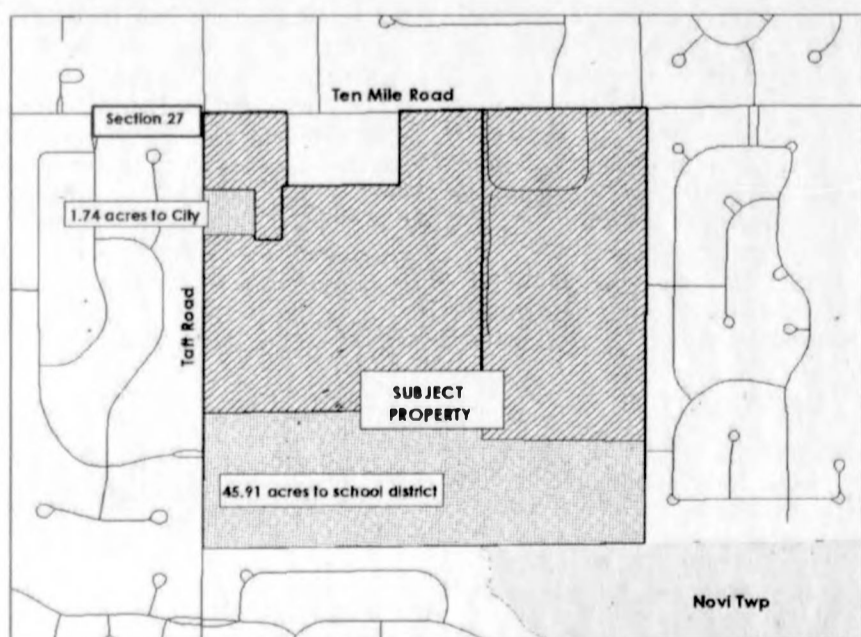 Ten Mile Road
Section 27
1.74 acres to City
Taft Road
SUBJECT
PROPERTY
45.91 acres to school district
Novi Twp